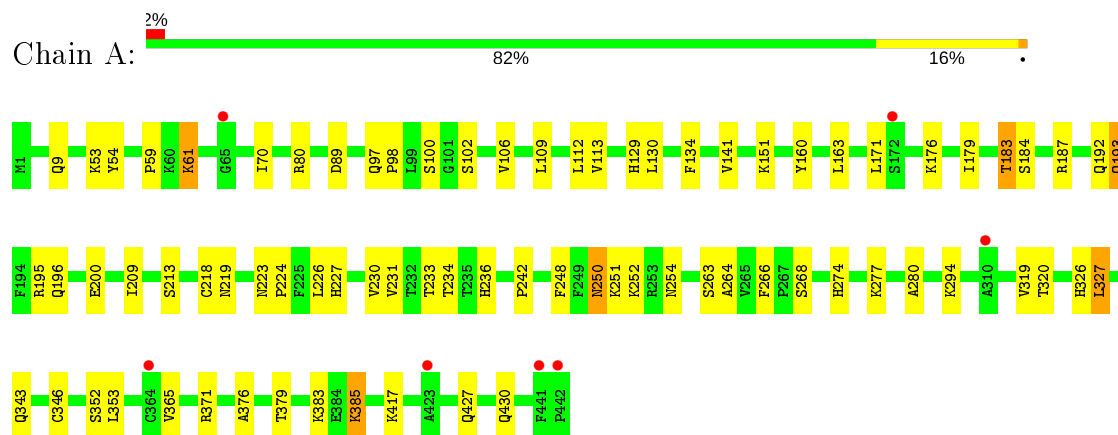 2%
Chain A:
82% 16% •
M1 Q9 K53 Y54 P59 K60 K61 G65 I70 R80 D89 Q97 P98 L99 S100 G101 S102 V106 L109 L112 V113 H129 L130 F134 V141 K151 Y160 L163 L171 S172 K176 I179 T183 S184 R187 Q192
F194 R195 Q196 E200 I209 S213 C218 N219 N223 P224 F225 L226 H227 V230 V231 T232 T233 T234 T235 H236 P242 F248 F249 N250 K251 K252 R253 N254 S263 A264 V265 F266 P267 S268 H274 K277 A280 K294 A310 V319 T320 H326 L327
Q343 C346 S352 L353 C364 V365 R371 A376 T379 K383 E384 K385 K417 A423 Q427 Q430 F441 P442